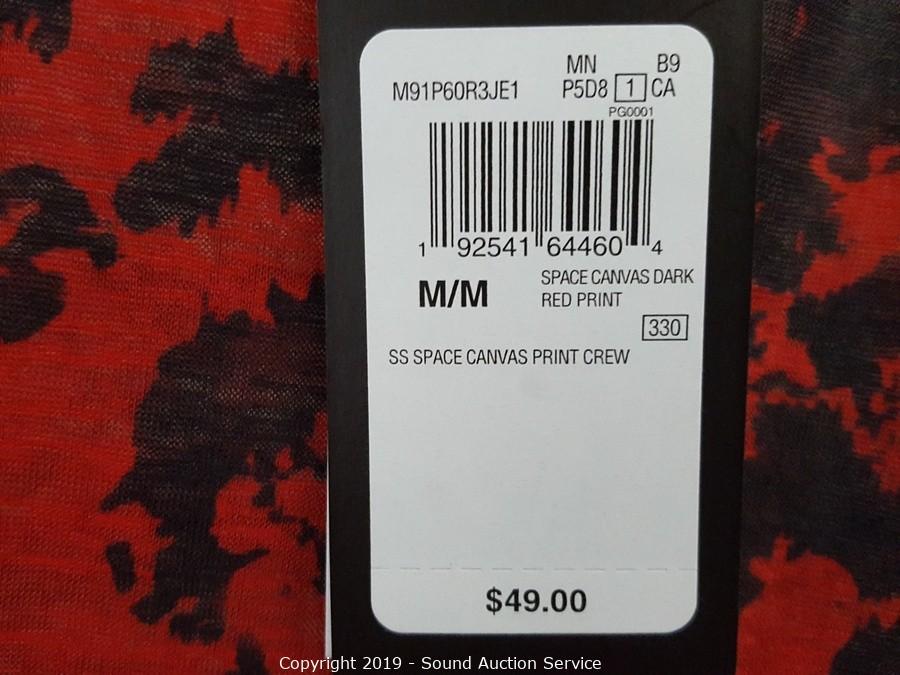 MN B9
M91P60R3JE1 P5D8 1 CA
PG0001
1 92541 64460 4
M/M SPACE CANVAS DARK
RED PRINT
330
SS SPACE CANVAS PRINT CREW
$49.00
Copyright 2019 - Sound Auction Service